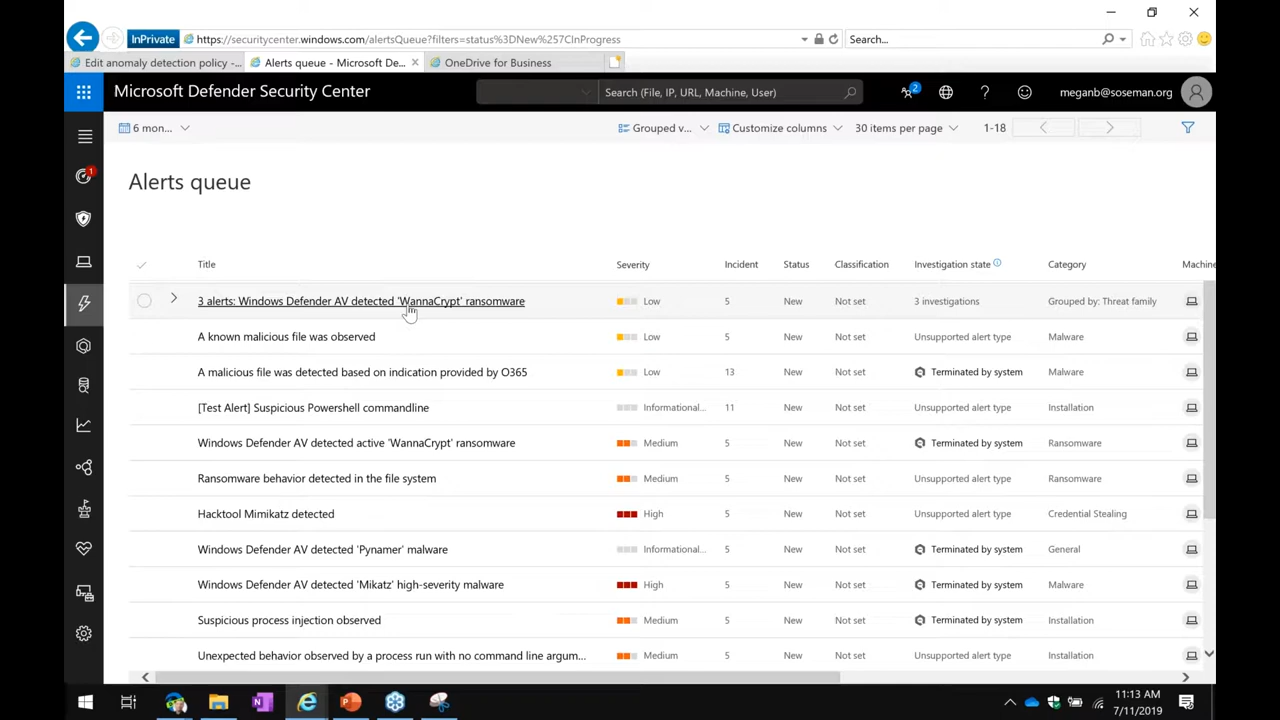 InPrivate https://securitycenter.windows.com/alertsQueue?filters=status%3DNew%257CInProgress Search...
Edit anomaly detection policy -... Alerts queue - Microsoft De... OneDrive for Business
Microsoft Defender Security Center Search (File, IP, URL, Machine, User) 2 meganb@soseman.org
6 mon... Grouped v... Customize columns 30 items per page 1-18
1
Alerts queue
Title Severity Incident Status Classification Investigation state Category Machine
3 alerts: Windows Defender AV detected 'WannaCrypt' ransomware Low 5 New Not set 3 investigations Grouped by: Threat family
A known malicious file was observed Low 5 New Not set Unsupported alert type Malware
A malicious file was detected based on indication provided by O365 Low 13 New Not set Terminated by system Malware
[Test Alert] Suspicious Powershell commandline Informational... 11 New Not set Unsupported alert type Installation
Windows Defender AV detected active 'WannaCrypt' ransomware Medium 5 New Not set Terminated by system Ransomware
Ransomware behavior detected in the file system Medium 5 New Not set Unsupported alert type Ransomware
Hacktool Mimikatz detected High 5 New Not set Unsupported alert type Credential Stealing
Windows Defender AV detected 'Pynamer' malware Informational... 5 New Not set Terminated by system General
Windows Defender AV detected 'Mikatz' high-severity malware High 5 New Not set Terminated by system Malware
Suspicious process injection observed Medium 5 New Not set Terminated by system Installation
Unexpected behavior observed by a process run with no command line argum... Medium 5 New Not set Unsupported alert type Installation
11:13 AM
7/11/2019